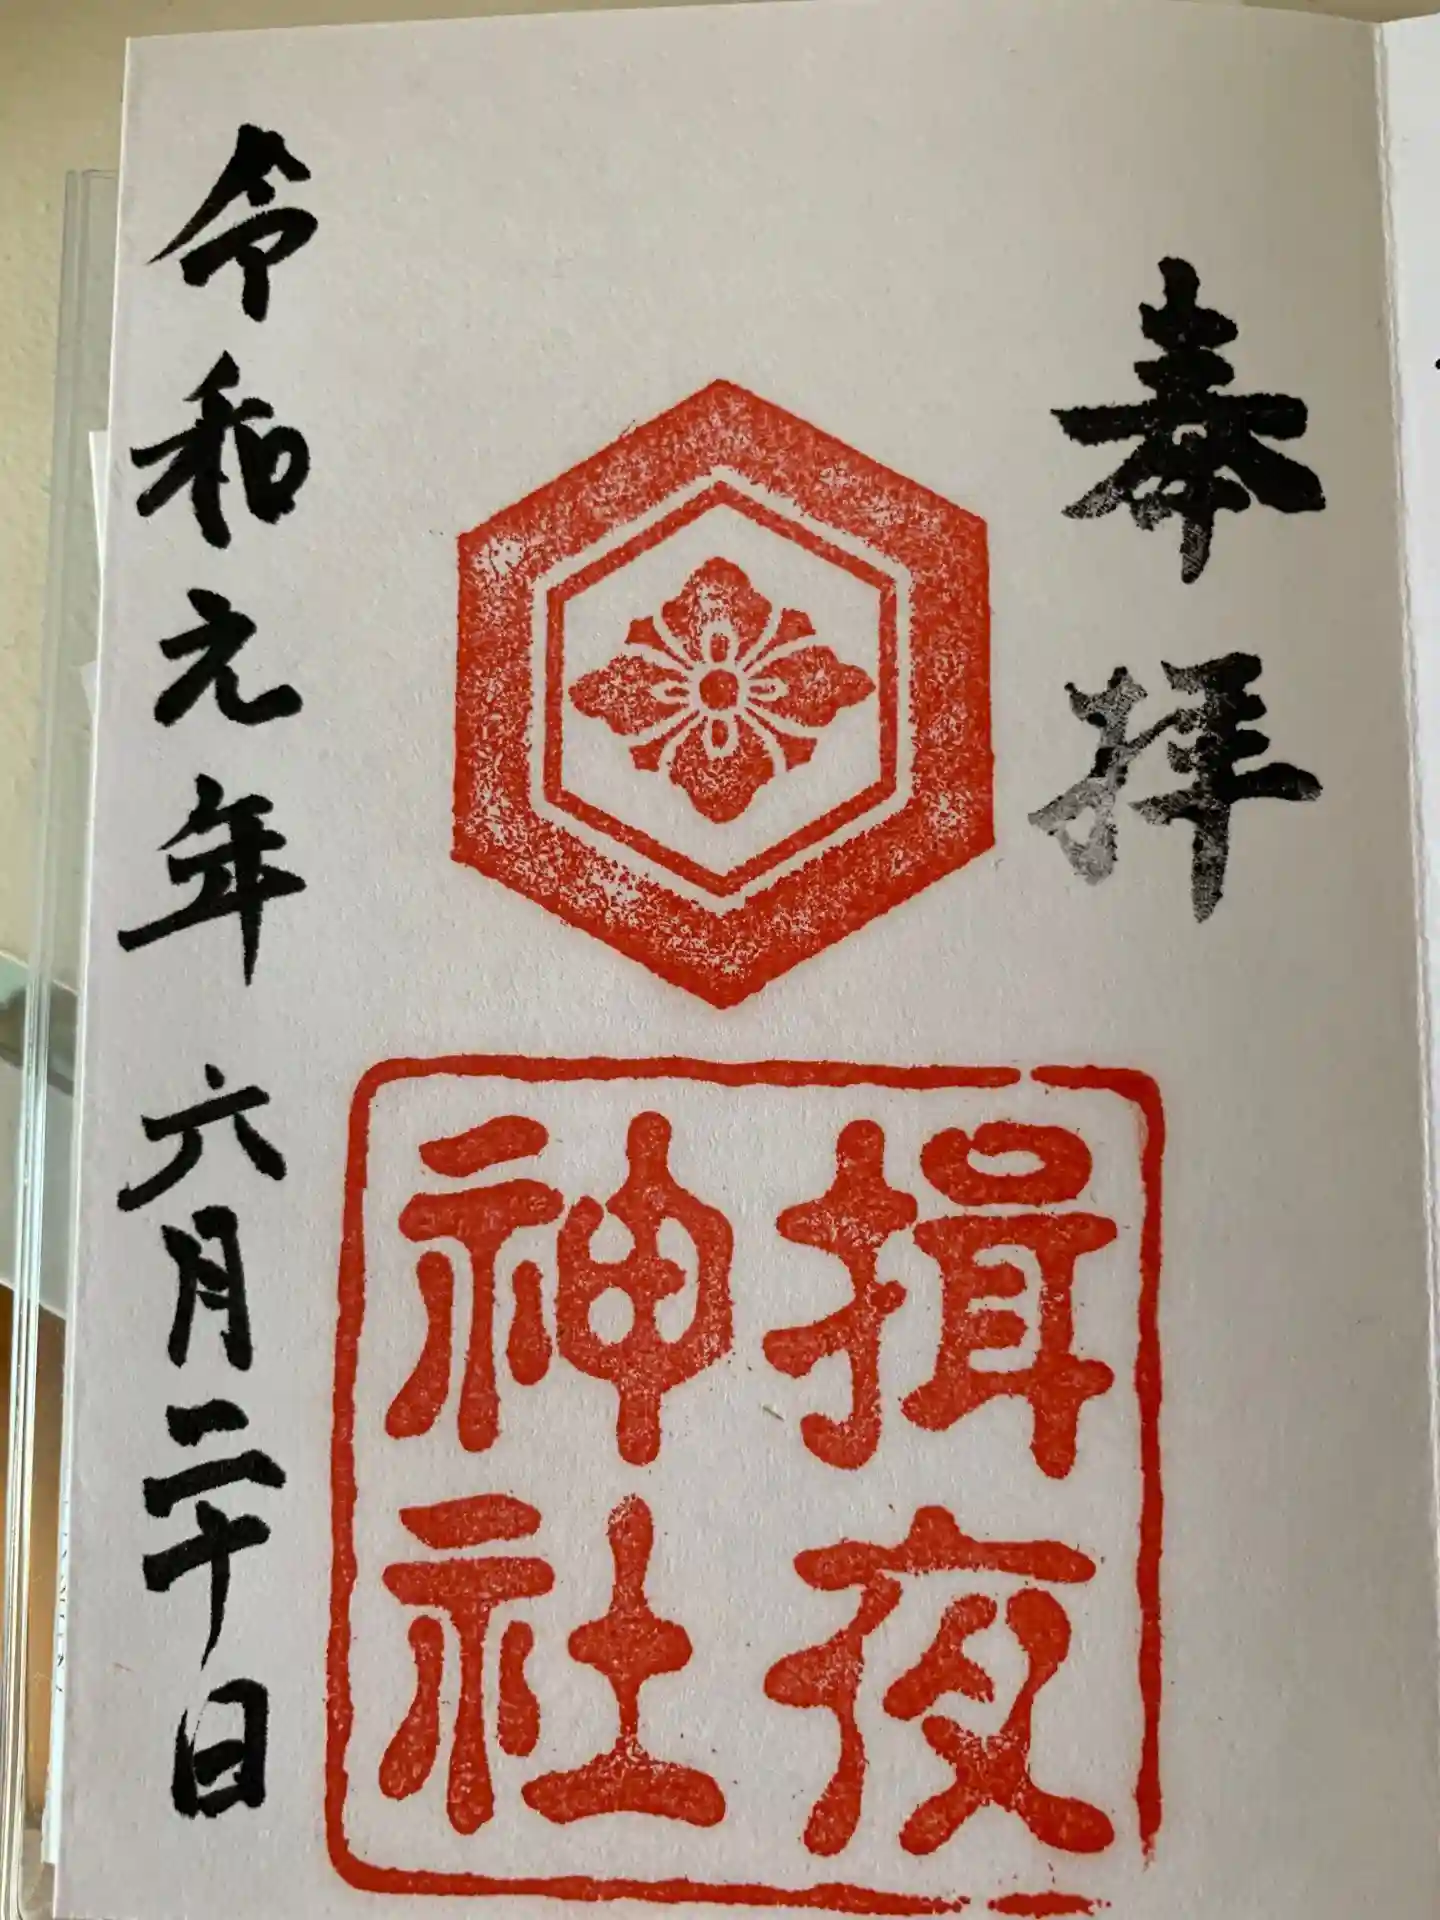 奉拝
揖夜
神社
令和元年六月二十日